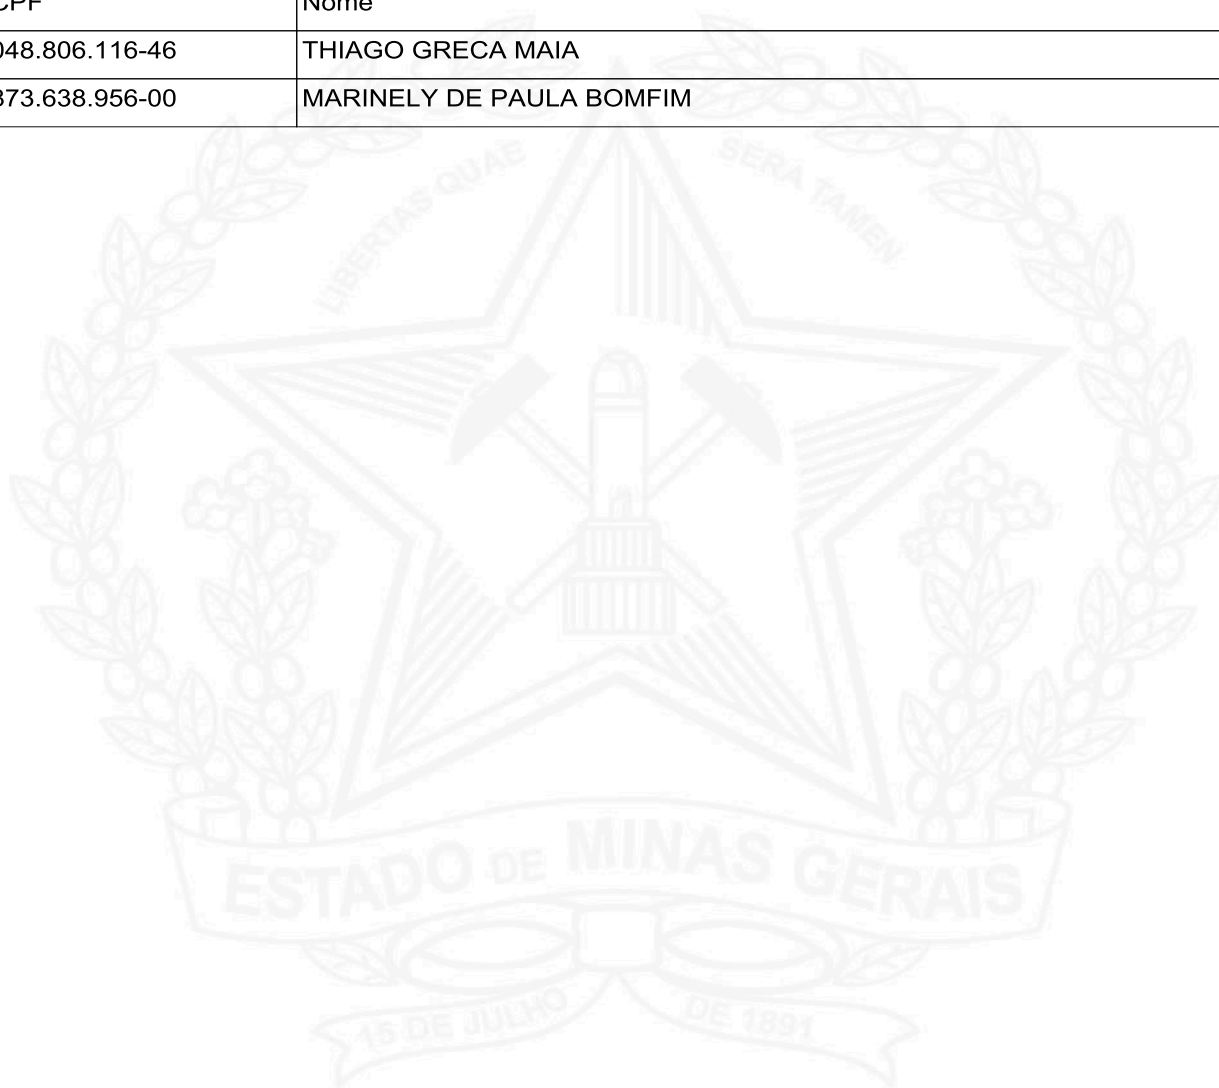 CPF Nome
048.806.116-46 THIAGO GRECA MAIA
873.638.956-00 MARINELY DE PAULA BOMFIM
LIBERTAS QUAE SERA TAMEN
ESTADO DE MINAS GERAIS
15 DE JULHO DE 1891